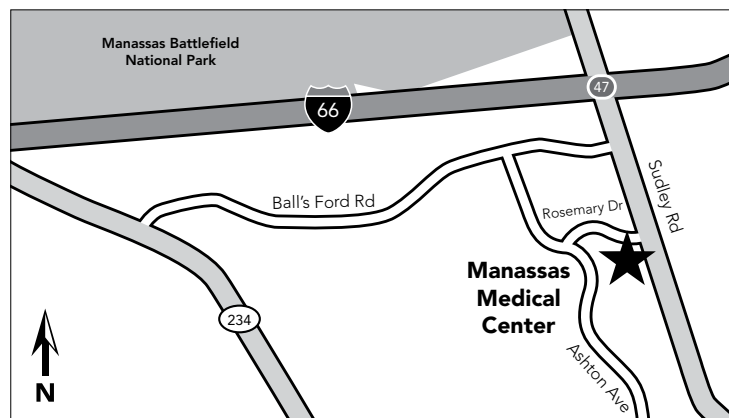 Manassas Battlefield
National Park
47
66
Ball's Ford Rd
Sudley Rd
Rosemary Dr
Manassas
Medical
Center
234
Ashton Ave
N